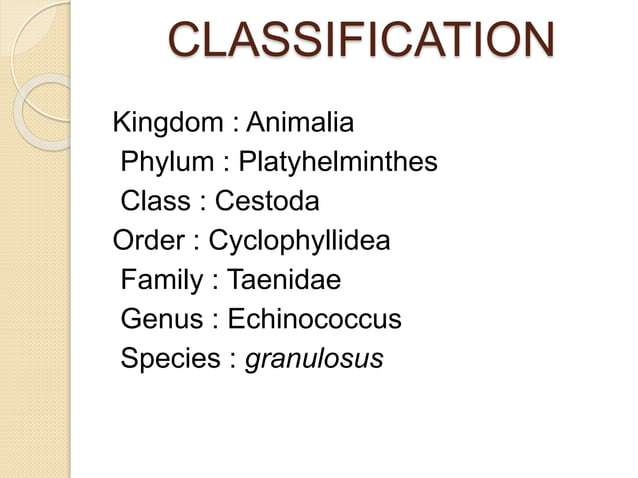 CLASSIFICATION
Kingdom : Animalia
Phylum : Platyhelminthes
Class : Cestoda
Order : Cyclophyllidea
Family : Taenidae
Genus : Echinococcus
Species : granulosus